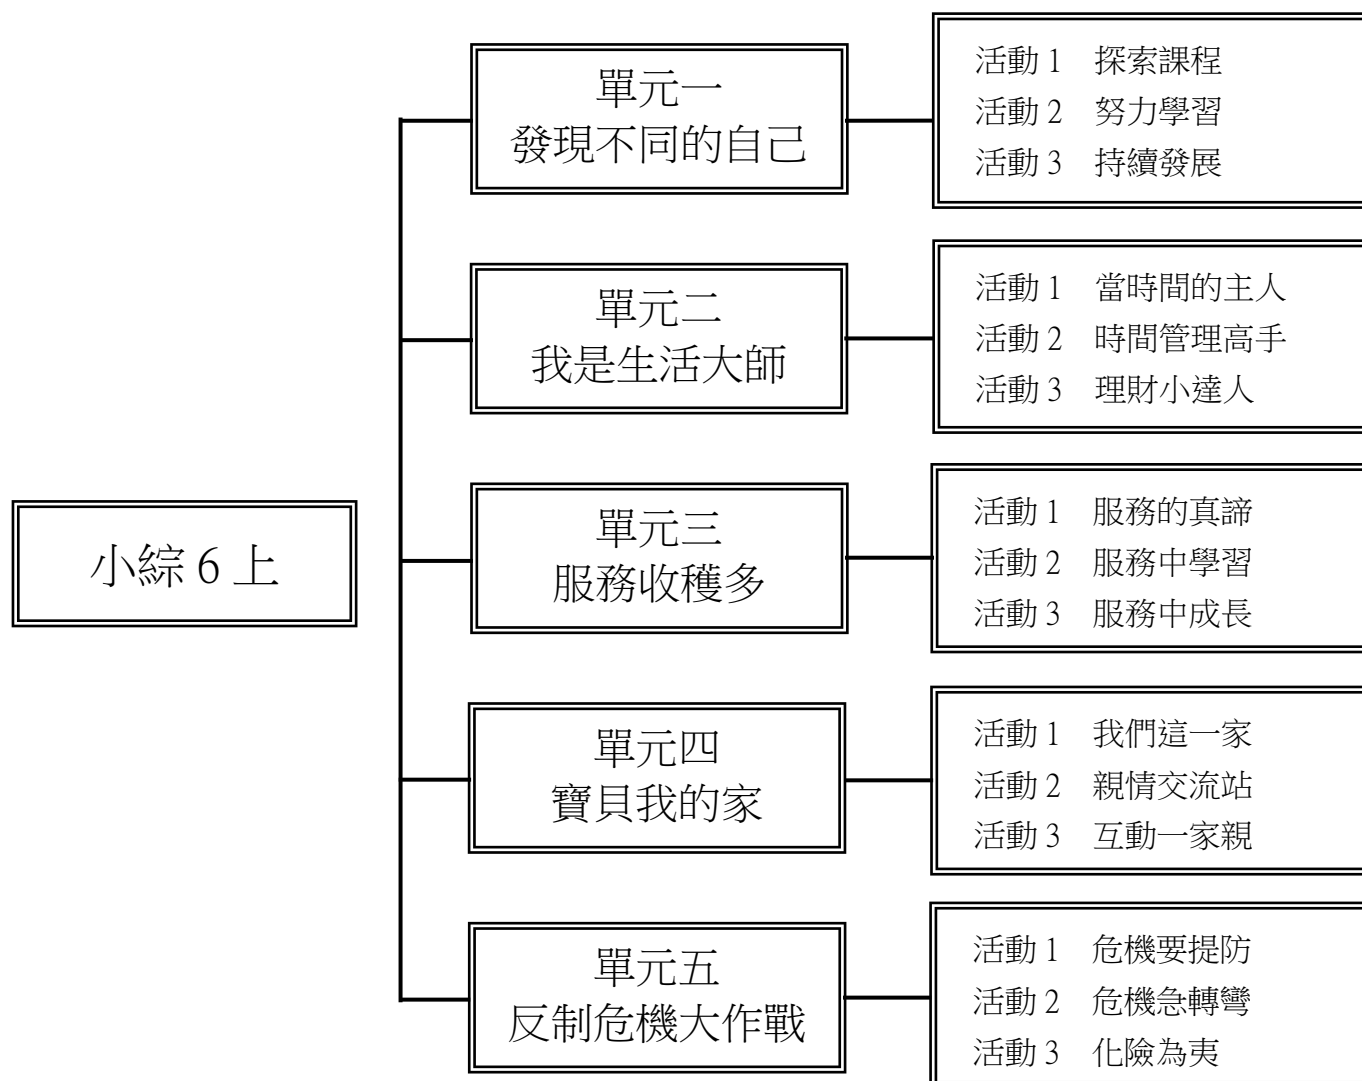 小綜 6 上
單元一
發現不同的自己
活動 1　探索課程
活動 2　努力學習
活動 3　持續發展
單元二
我是生活大師
活動 1　當時間的主人
活動 2　時間管理高手
活動 3　理財小達人
單元三
服務收穫多
活動 1　服務的真諦
活動 2　服務中學習
活動 3　服務中成長
單元四
寶貝我的家
活動 1　我們這一家
活動 2　親情交流站
活動 3　互動一家親
單元五
反制危機大作戰
活動 1　危機要提防
活動 2　危機急轉彎
活動 3　化險為夷